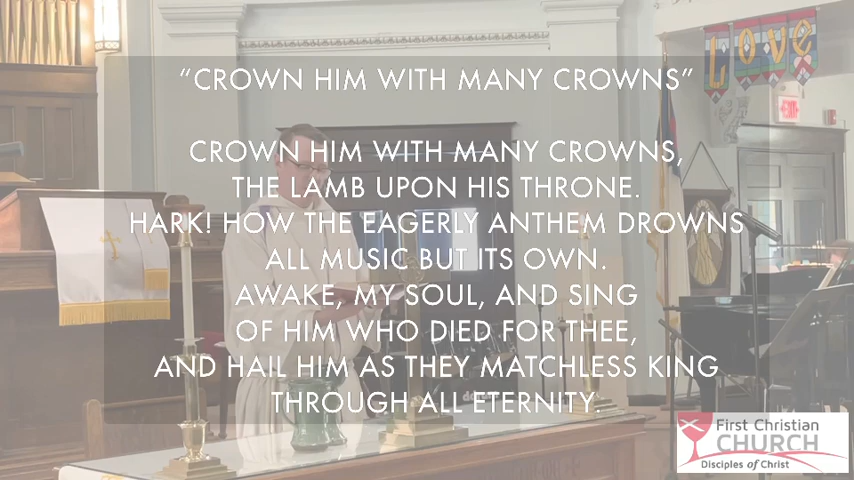 "CROWN HIM WITH MANY CROWNS"
CROWN HIM WITH MANY CROWNS,
THE LAMB UPON HIS THRONE.
HARK! HOW THE EAGERLY ANTHEM DROWNS
ALL MUSIC BUT ITS OWN.
AWAKE, MY SOUL, AND SING
OF HIM WHO DIED FOR THEE,
AND HAIL HIM AS THEY MATCHLESS KING
THROUGH ALL ETERNITY.
Love
EXIT
First Christian
CHURCH
Disciples of Christ